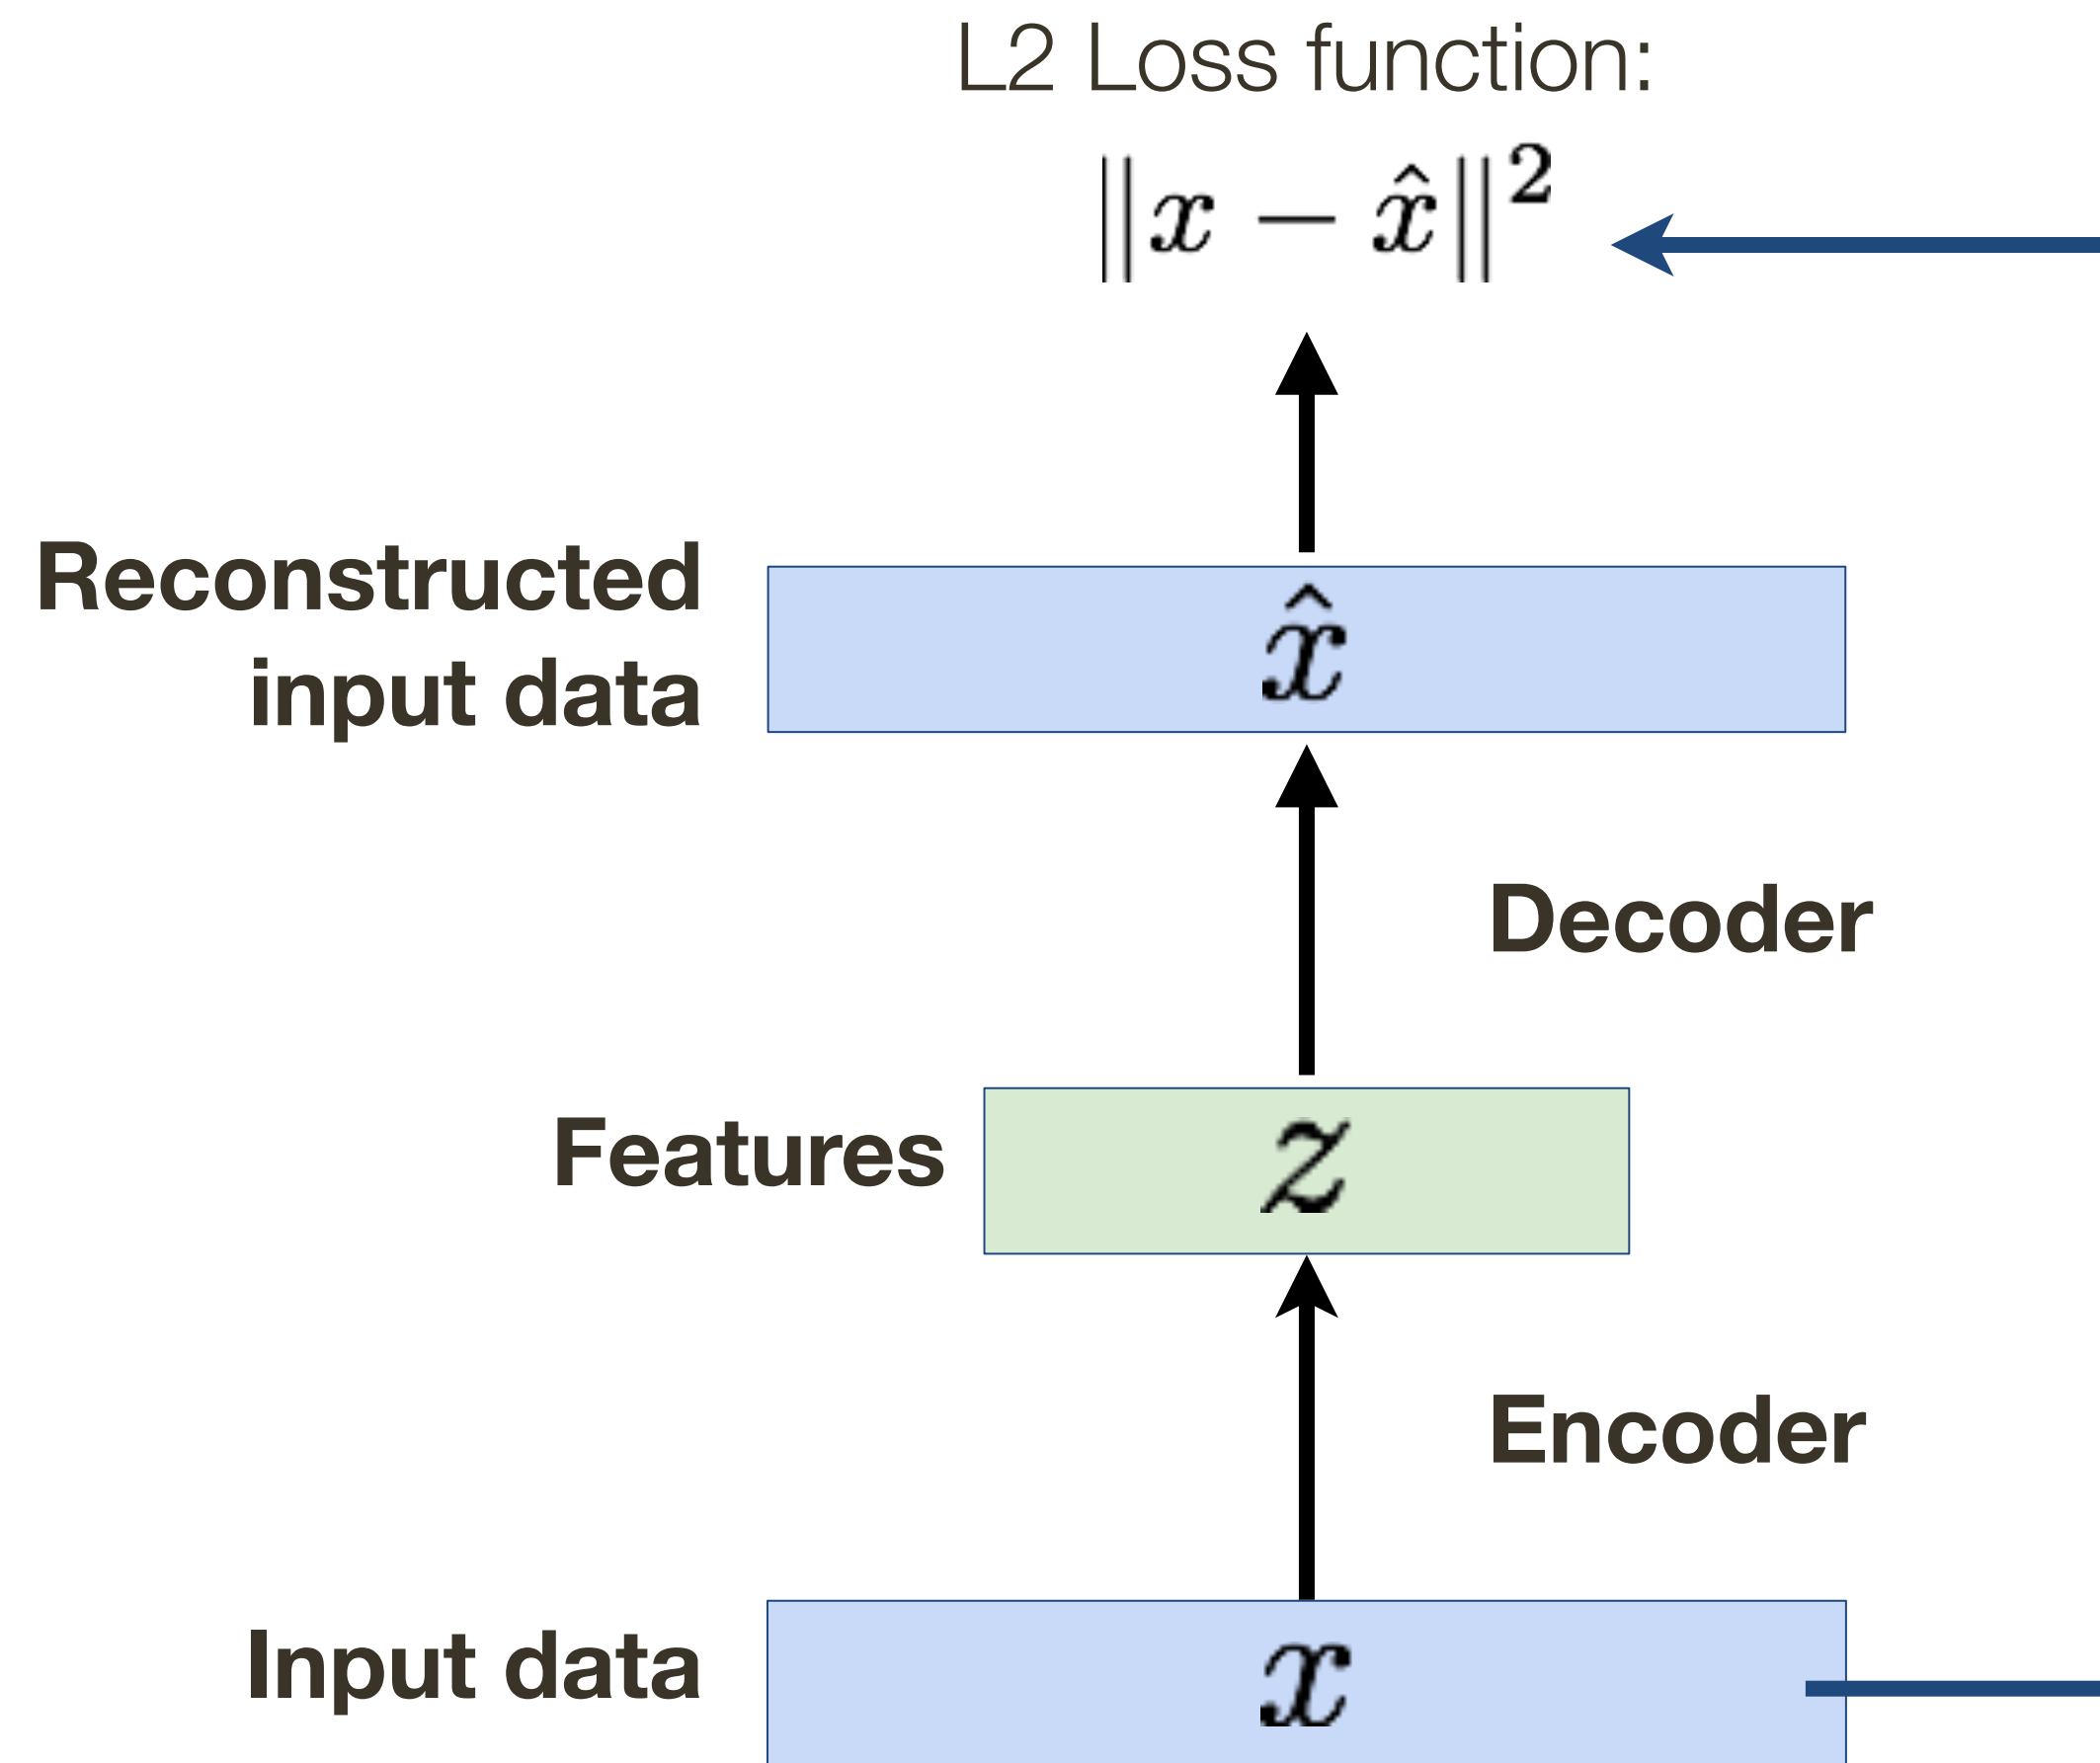 L2 Loss function:
‖x − x̂‖²
Reconstructed
input data
x̂
Decoder
Features
z
Encoder
Input data
x